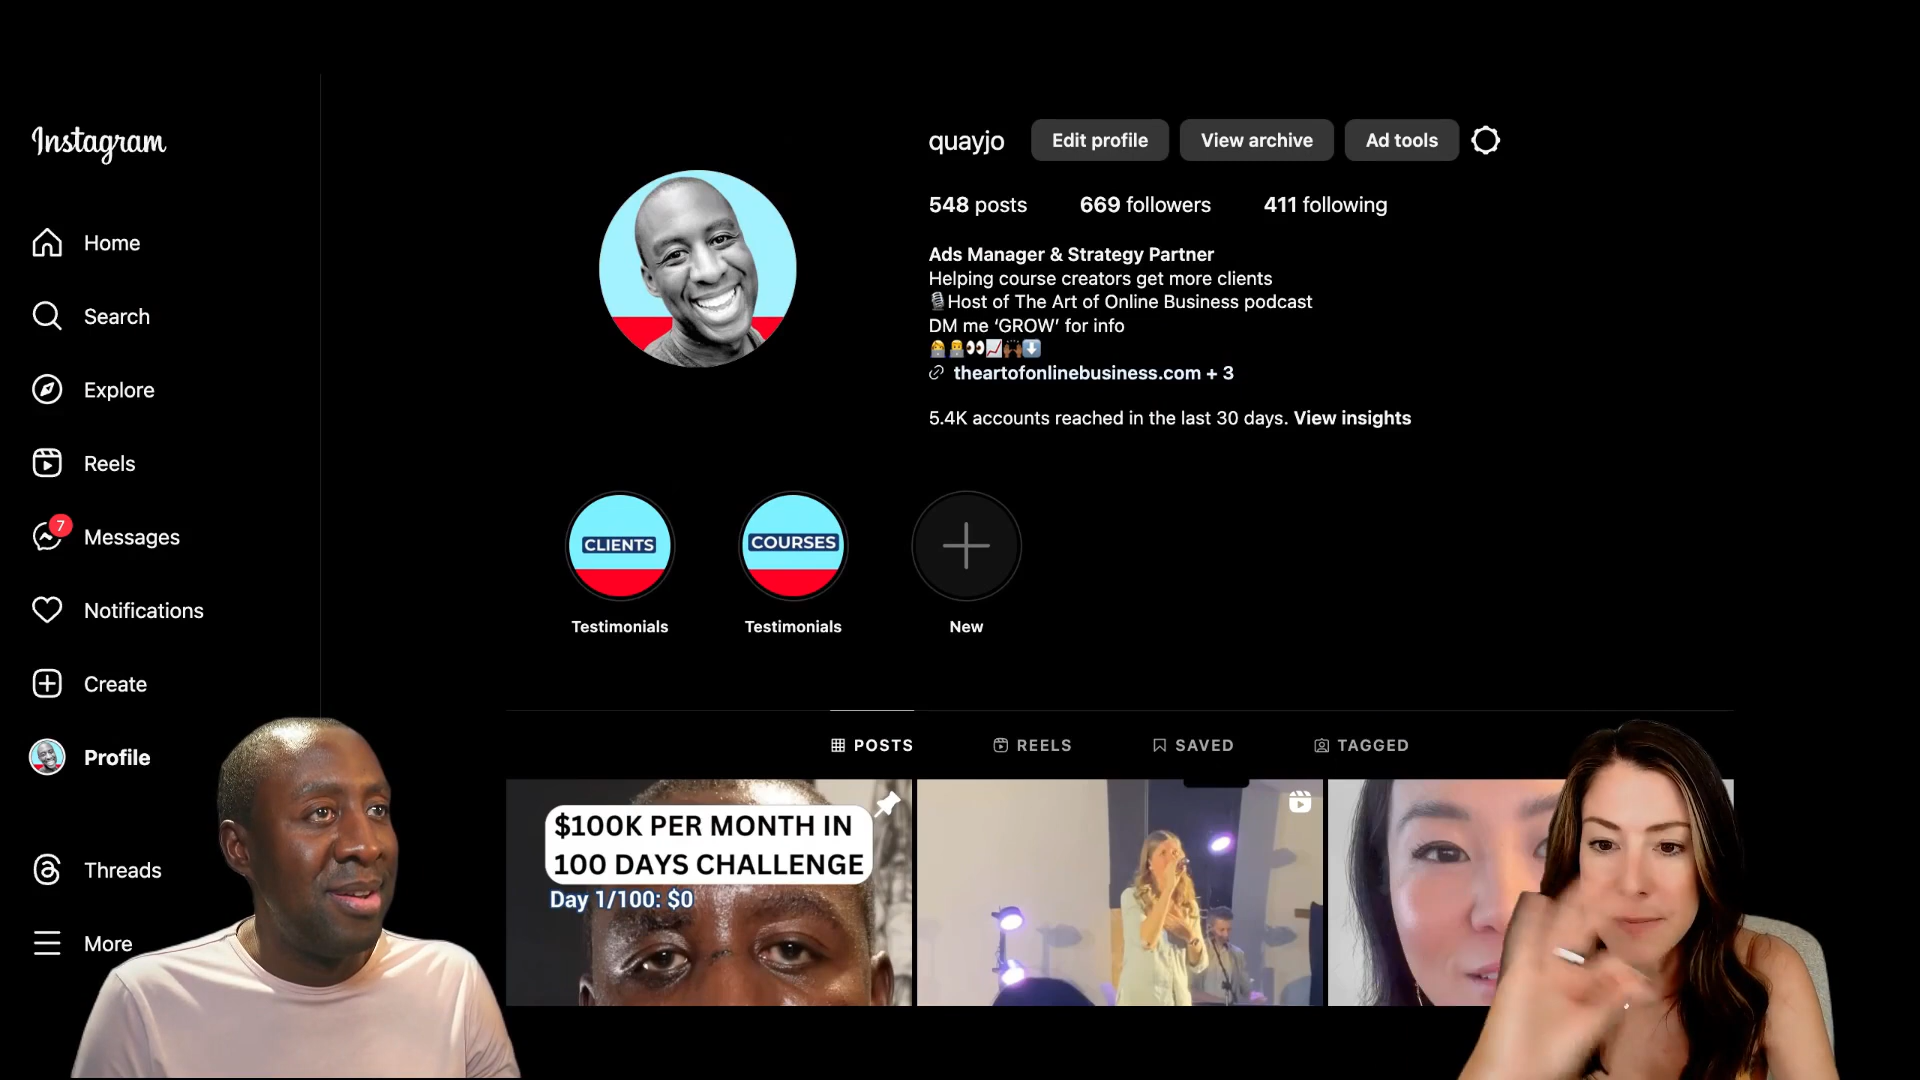 Instagram
Home
Search
Explore
Reels
7
Messages
Notifications
Create
Profile
Threads
More
quayjo
Edit profile
View archive
Ad tools
548 posts
669 followers
411 following
Ads Manager & Strategy Partner
Helping course creators get more clients
🎙Host of The Art of Online Business podcast
DM me ‘GROW’ for info
theartofonlinebusiness.com + 3
5.4K accounts reached in the last 30 days. View insights
CLIENTS
COURSES
Testimonials
Testimonials
New
POSTS
REELS
SAVED
TAGGED
$100K PER MONTH IN
100 DAYS CHALLENGE
Day 1/100: $0